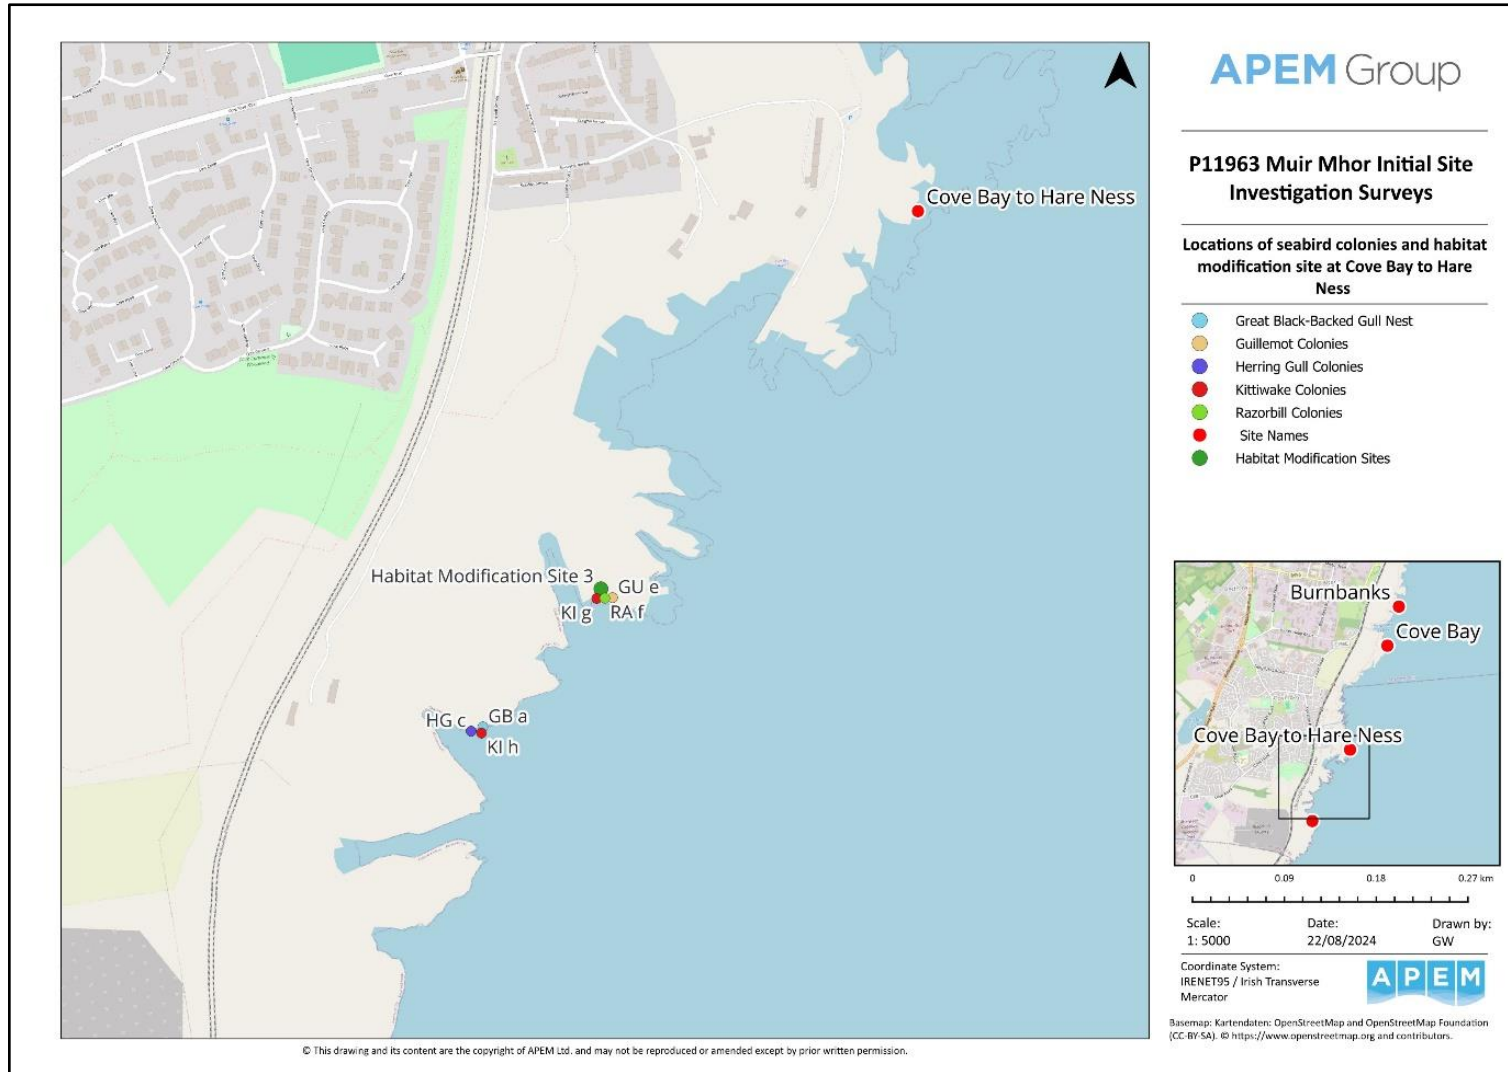 APEM Group
P11963 Muir Mhor Initial Site
Investigation Surveys
Locations of seabird colonies and habitat
modification site at Cove Bay to Hare
Ness
Great Black-Backed Gull Nest
Guillemot Colonies
Herring Gull Colonies
Kittiwake Colonies
Razorbill Colonies
Site Names
Habitat Modification Sites
Cove Bay to Hare Ness
Habitat Modification Site 3
GU e
KI g
RA f
HG c
GB a
KI h
Burnbanks
Cove Bay
Cove Bay to Hare Ness
0 0.09 0.18 0.27 km
Scale: Date: Drawn by:
1: 5000 22/08/2024 GW
Coordinate System:
IRENET95 / Irish Transverse
Mercator
APEM
Basemap: Kartendaten: OpenStreetMap and OpenStreetMap Foundation
(CC-BY-SA). © https://www.openstreetmap.org and contributors.
© This drawing and its content are the copyright of APEM Ltd. and may not be reproduced or amended except by prior written permission.